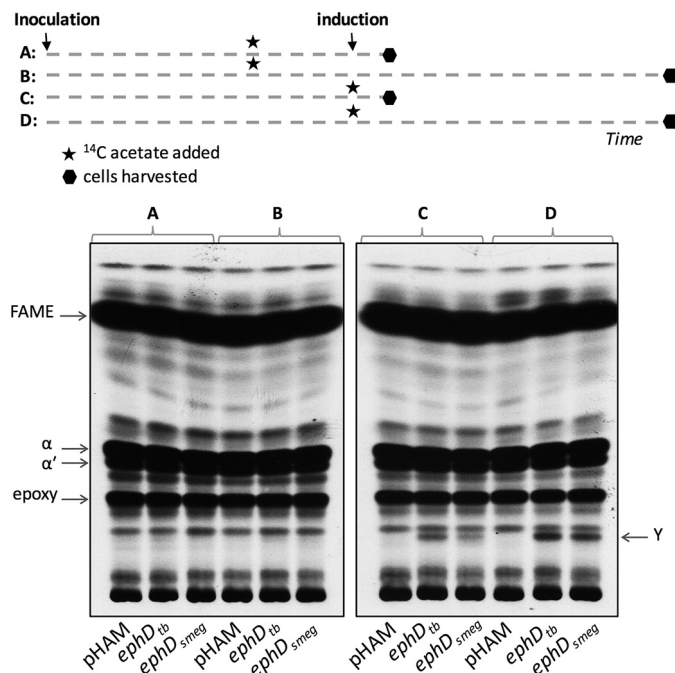 Inoculation induction
A:
B:
C:
D:
Time
14C acetate added
cells harvested
A B C D
FAME
α
α’
epoxy
Y
pHAM ephD tb ephD smeg pHAM ephD tb ephD smeg pHAM ephD tb ephD smeg pHAM ephD tb ephD smeg